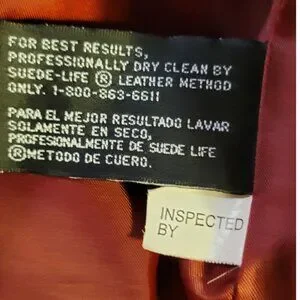 FOR BEST RESULTS,
PROFESSIONALLY DRY CLEAN BY
SUEDE-LIFE ® LEATHER METHOD
ONLY. 1-800-863-6611
PARA EL MEJOR RESULTADO LAVAR
SOLAMENTE EN SECO,
PROFESIONALMENTE DE SUEDE LIFE
®METODO DE CUERO.
INSPECTED
BY